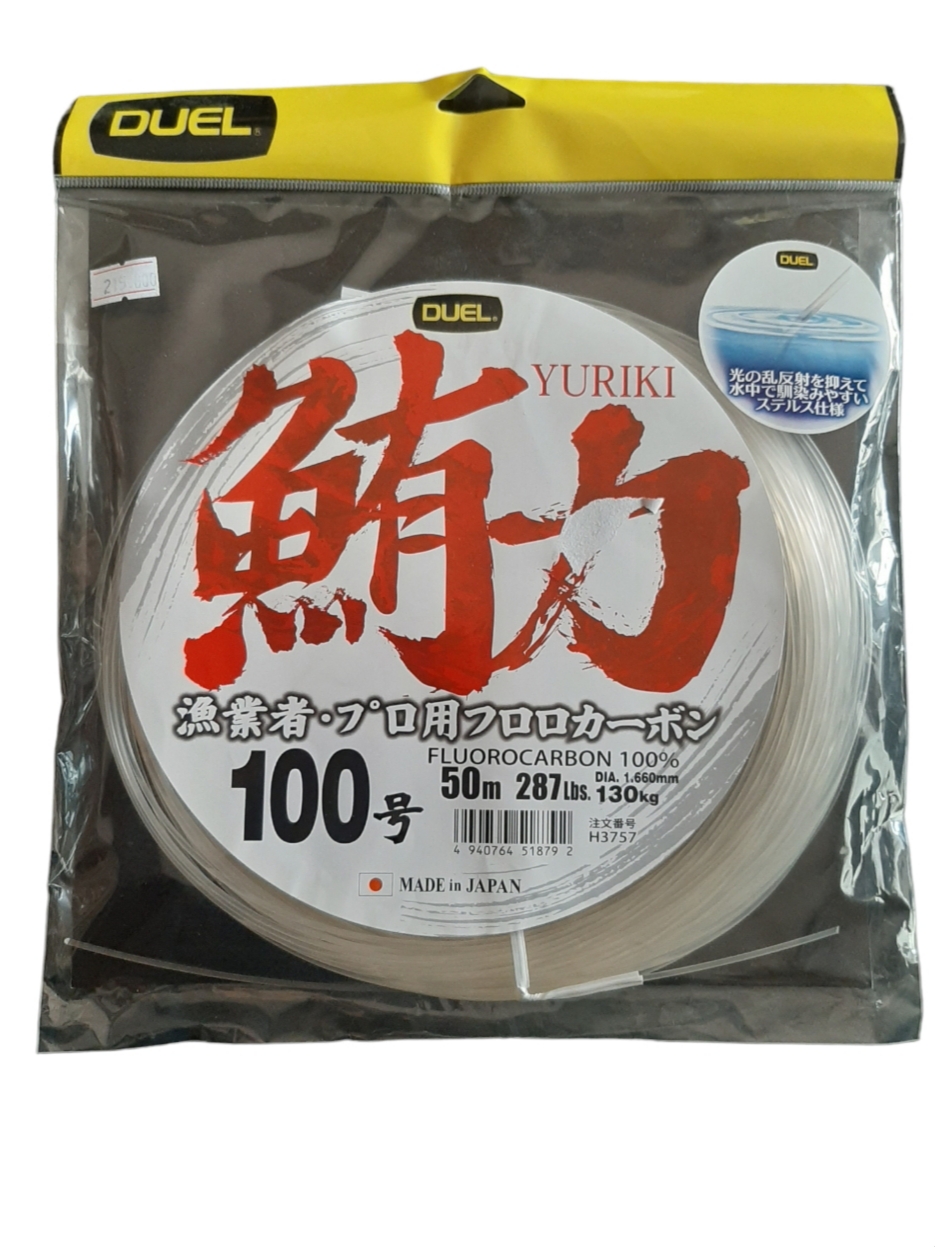 DUEL®
DUEL
光の乱反射を抑えて
水中で馴染みやすい
ステルス仕様
DUEL®
YURIKI
鮪力
漁業者・プロ用フロロカーボン
FLUOROCARBON 100%
100号
50m 287Lbs. DIA. 1.660mm 130kg
注文番号
H3757
4 940764 51879 2
MADE in JAPAN